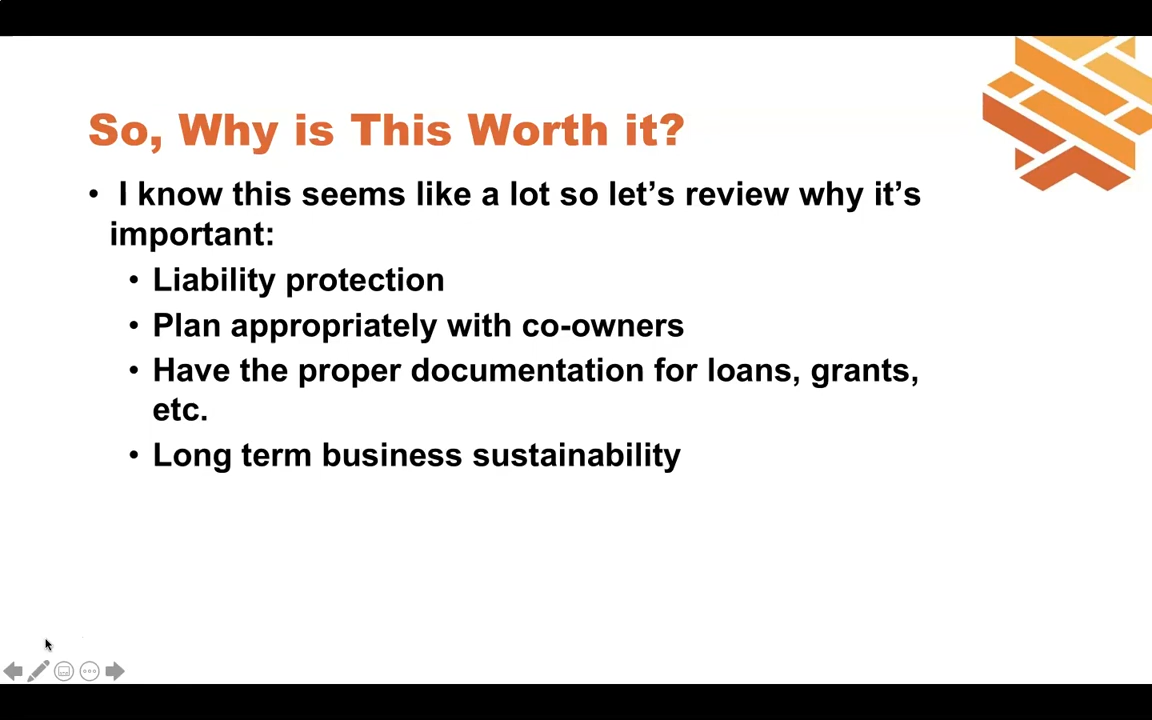 So, Why is This Worth it?
• I know this seems like a lot so let’s review why it’s
important:
• Liability protection
• Plan appropriately with co-owners
• Have the proper documentation for loans, grants,
etc.
• Long term business sustainability